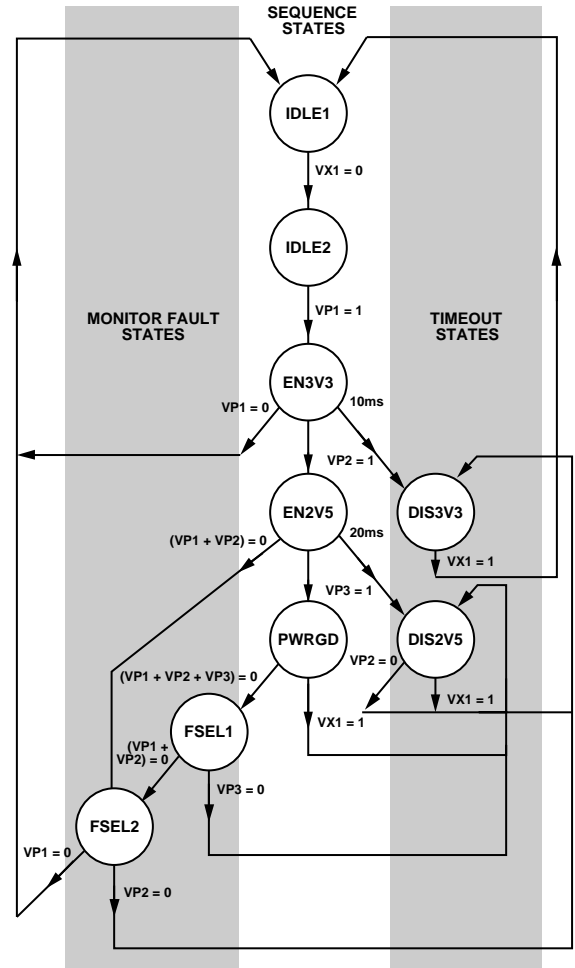 SEQUENCE
STATES
IDLE1
VX1 = 0
IDLE2
MONITOR FAULT
STATES
VP1 = 1
TIMEOUT
STATES
EN3V3
10ms
VP1 = 0
VP2 = 1
EN2V5
DIS3V3
(VP1 + VP2) = 0
20ms
VX1 = 1
VP3 = 1
PWRGD
DIS2V5
VP2 = 0
(VP1 + VP2 + VP3) = 0
VX1 = 1
FSEL1
VX1 = 1
(VP1 +
VP2) = 0
VP3 = 0
FSEL2
VP1 = 0
VP2 = 0